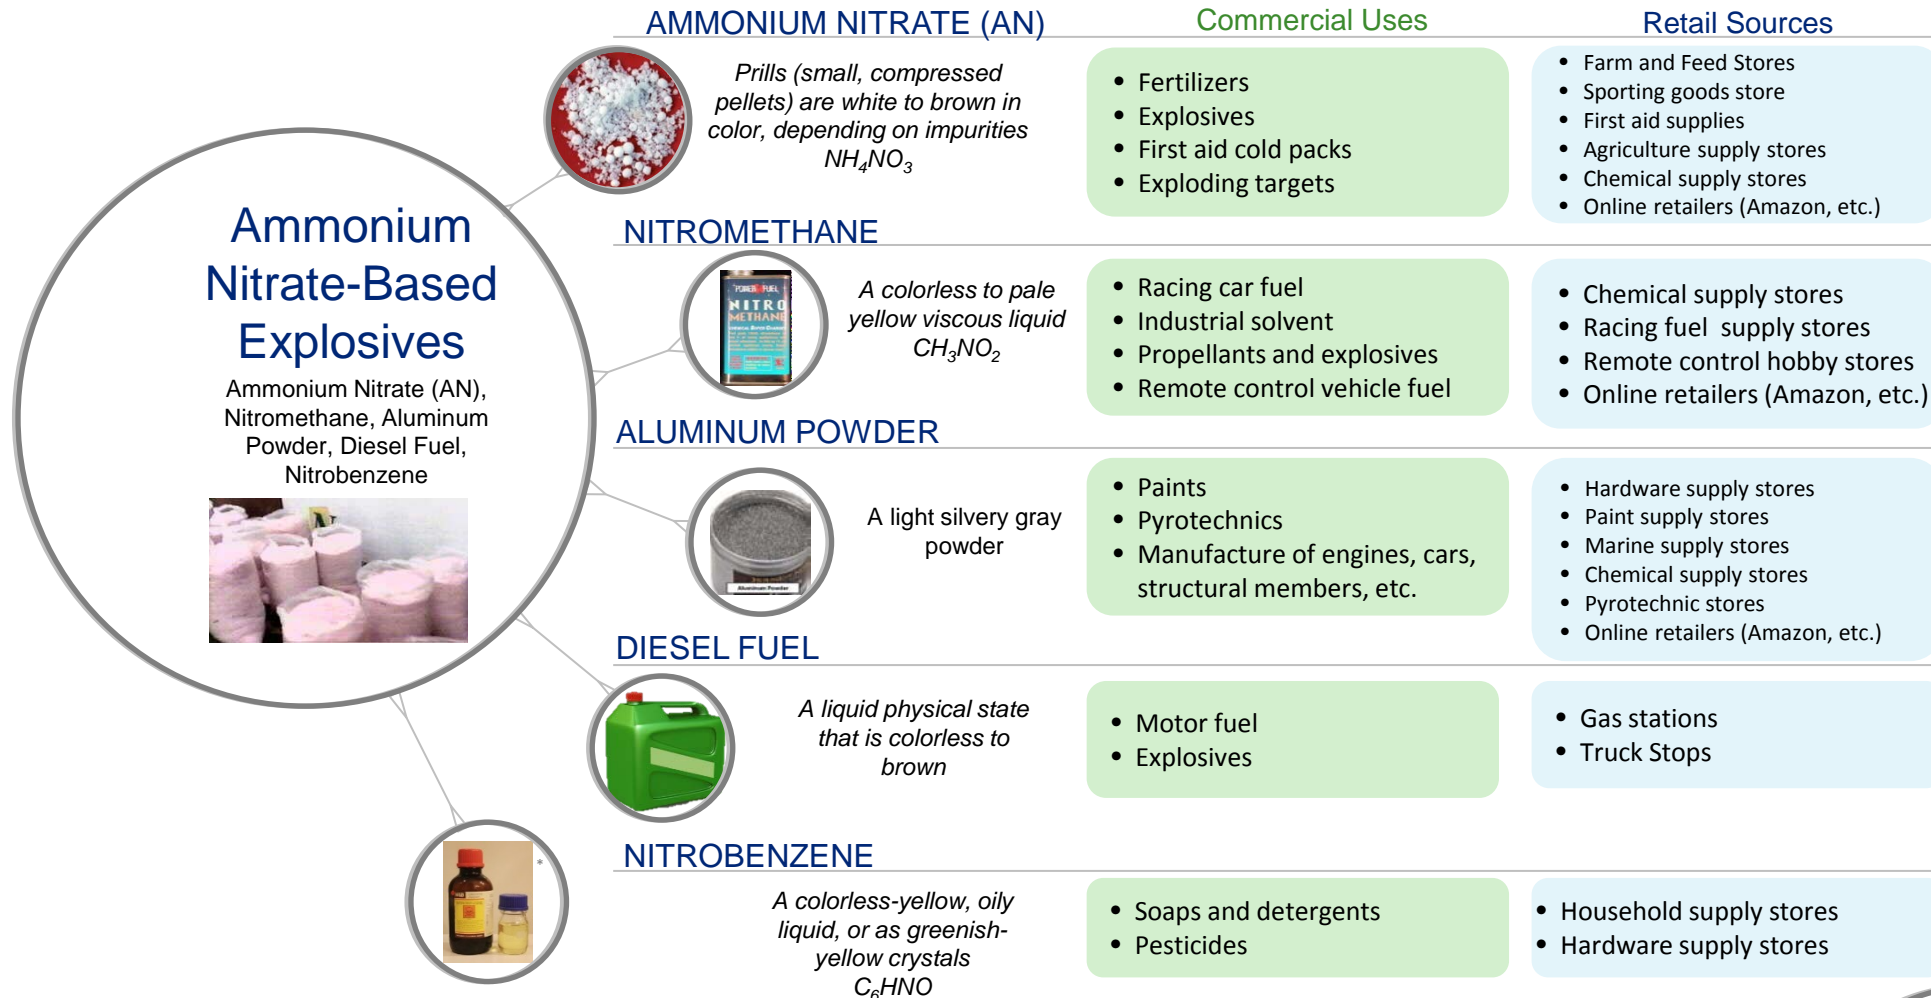 AMMONIUM NITRATE (AN)
Commercial Uses
Retail Sources
Prills (small, compressed
pellets) are white to brown in
color, depending on impurities
NH4NO3
• Fertilizers
• Explosives
• First aid cold packs
• Exploding targets
• Farm and Feed Stores
• Sporting goods store
• First aid supplies
• Agriculture supply stores
• Chemical supply stores
• Online retailers (Amazon, etc.)
Ammonium
Nitrate-Based
Explosives
Ammonium Nitrate (AN),
Nitromethane, Aluminum
Powder, Diesel Fuel,
Nitrobenzene
NITROMETHANE
POWER FUEL
NITRO
METHANE
A colorless to pale
yellow viscous liquid
CH3NO2
• Racing car fuel
• Industrial solvent
• Propellants and explosives
• Remote control vehicle fuel
• Chemical supply stores
• Racing fuel supply stores
• Remote control hobby stores
• Online retailers (Amazon, etc.)
ALUMINUM POWDER
Aluminum Powder
A light silvery gray
powder
• Paints
• Pyrotechnics
• Manufacture of engines, cars,
structural members, etc.
• Hardware supply stores
• Paint supply stores
• Marine supply stores
• Chemical supply stores
• Pyrotechnic stores
• Online retailers (Amazon, etc.)
DIESEL FUEL
A liquid physical state
that is colorless to
brown
• Motor fuel
• Explosives
• Gas stations
• Truck Stops
NITROBENZENE
*
A colorless-yellow, oily
liquid, or as greenish-
yellow crystals
C6HNO
• Soaps and detergents
• Pesticides
• Household supply stores
• Hardware supply stores